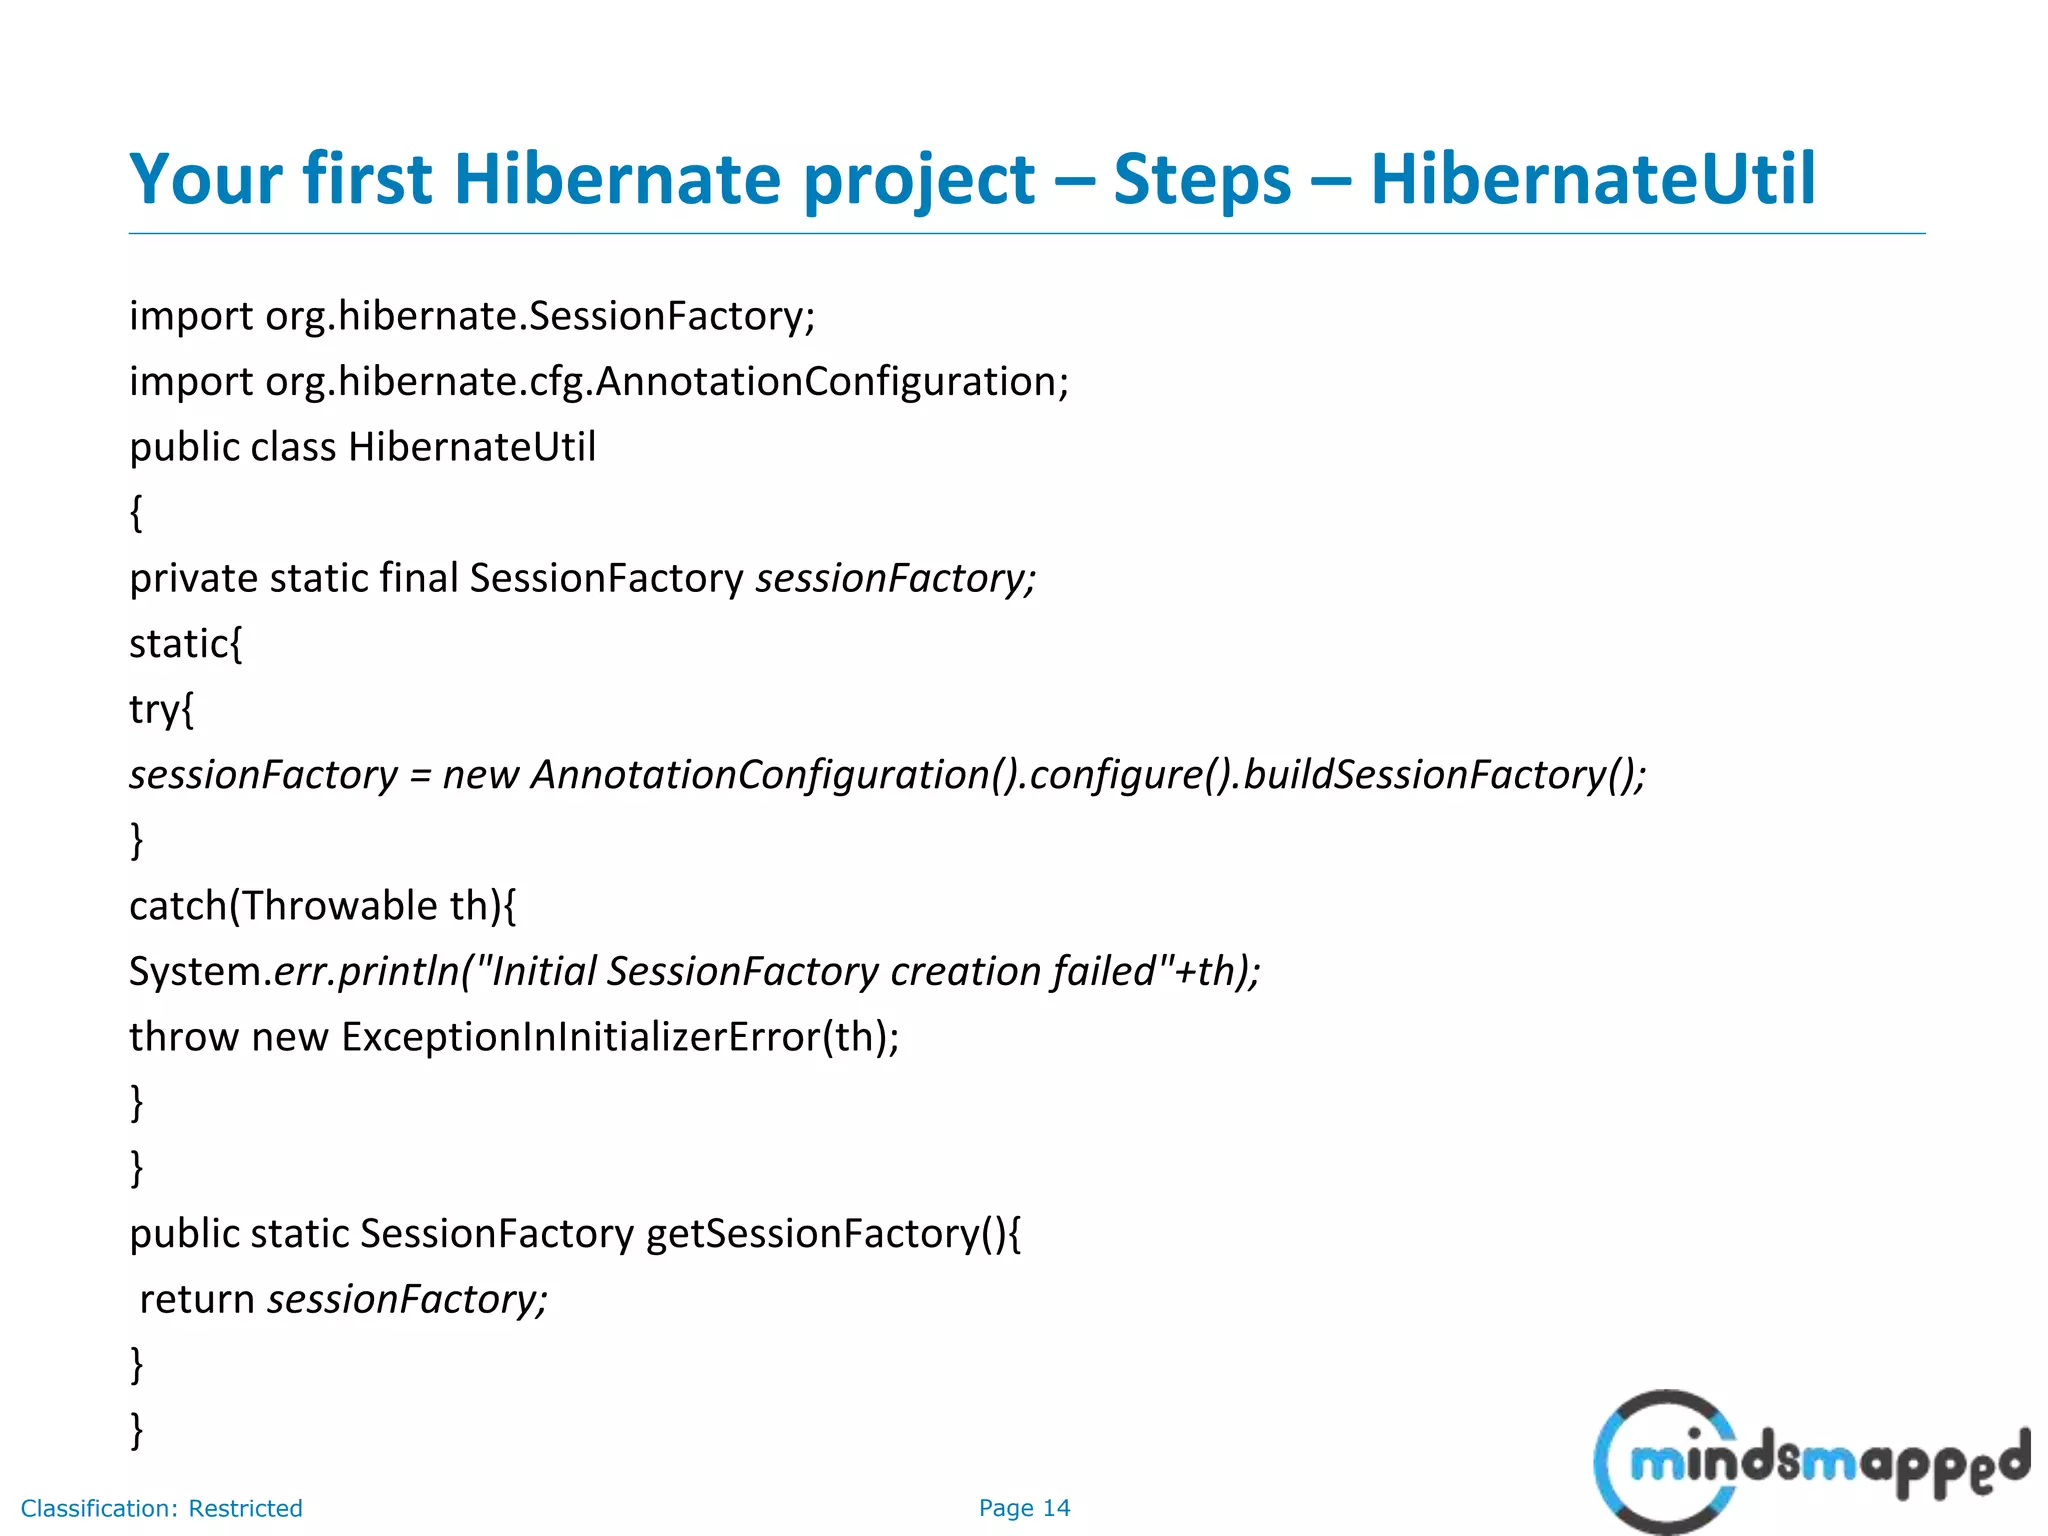 Your first Hibernate project – Steps – HibernateUtil
import org.hibernate.SessionFactory;
import org.hibernate.cfg.AnnotationConfiguration;
public class HibernateUtil
{
private static final SessionFactory sessionFactory;
static{
try{
sessionFactory = new AnnotationConfiguration().configure().buildSessionFactory();
}
catch(Throwable th){
System.err.println("Initial SessionFactory creation failed"+th);
throw new ExceptionInInitializerError(th);
}
}
public static SessionFactory getSessionFactory(){
return sessionFactory;
}
}
mindsmapped
Classification: Restricted
Page 14